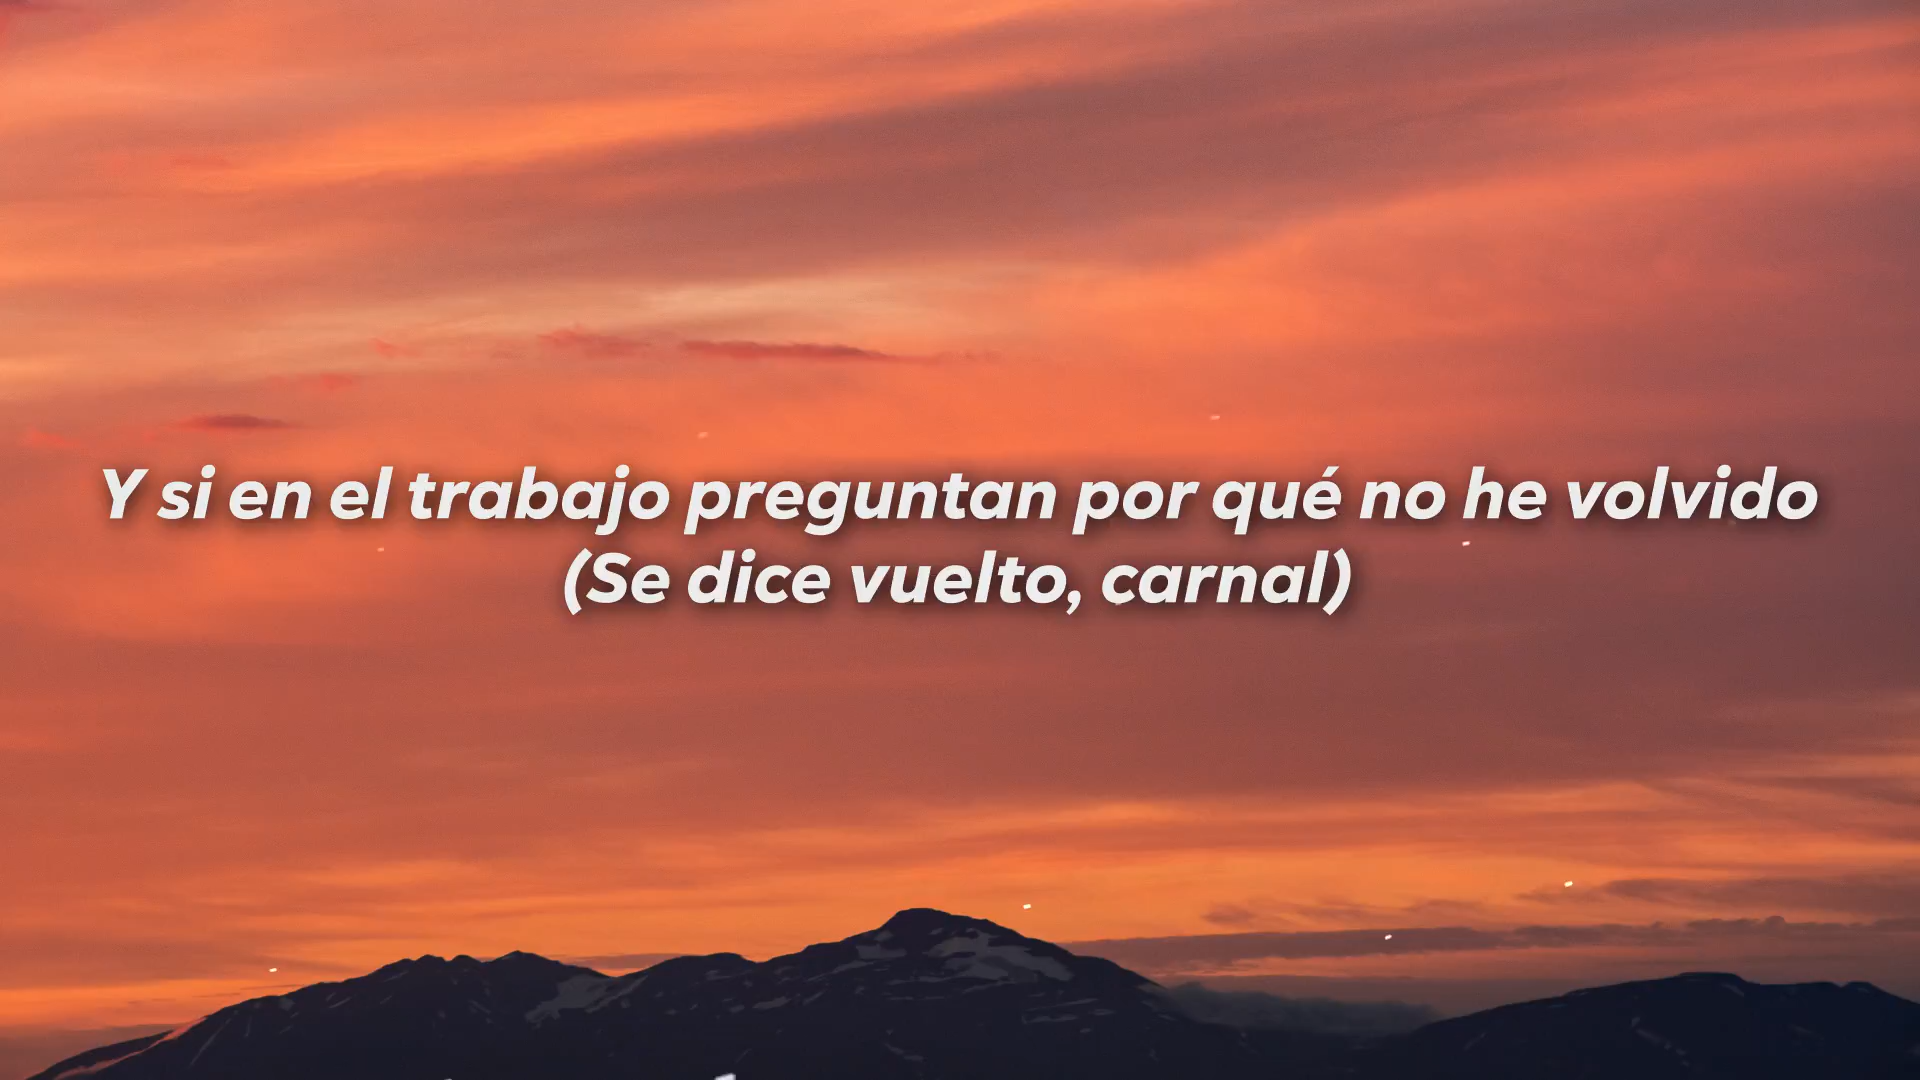 Y si en el trabajo preguntan por qué no he volvido
(Se dice vuelto, carnal)